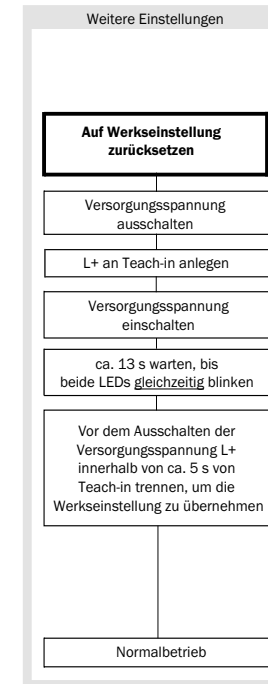 Weitere Einstellungen
Auf Werkseinstellung
zurücksetzen
Versorgungsspannung
ausschalten
L+ an Teach-in anlegen
Versorgungsspannung
einschalten
ca. 13 s warten, bis
beide LEDs gleichzeitig blinken
Vor dem Ausschalten der
Versorgungsspannung L+
innerhalb von ca. 5 s von
Teach-in trennen, um die
Werkseinstellung zu übernehmen
Normalbetrieb